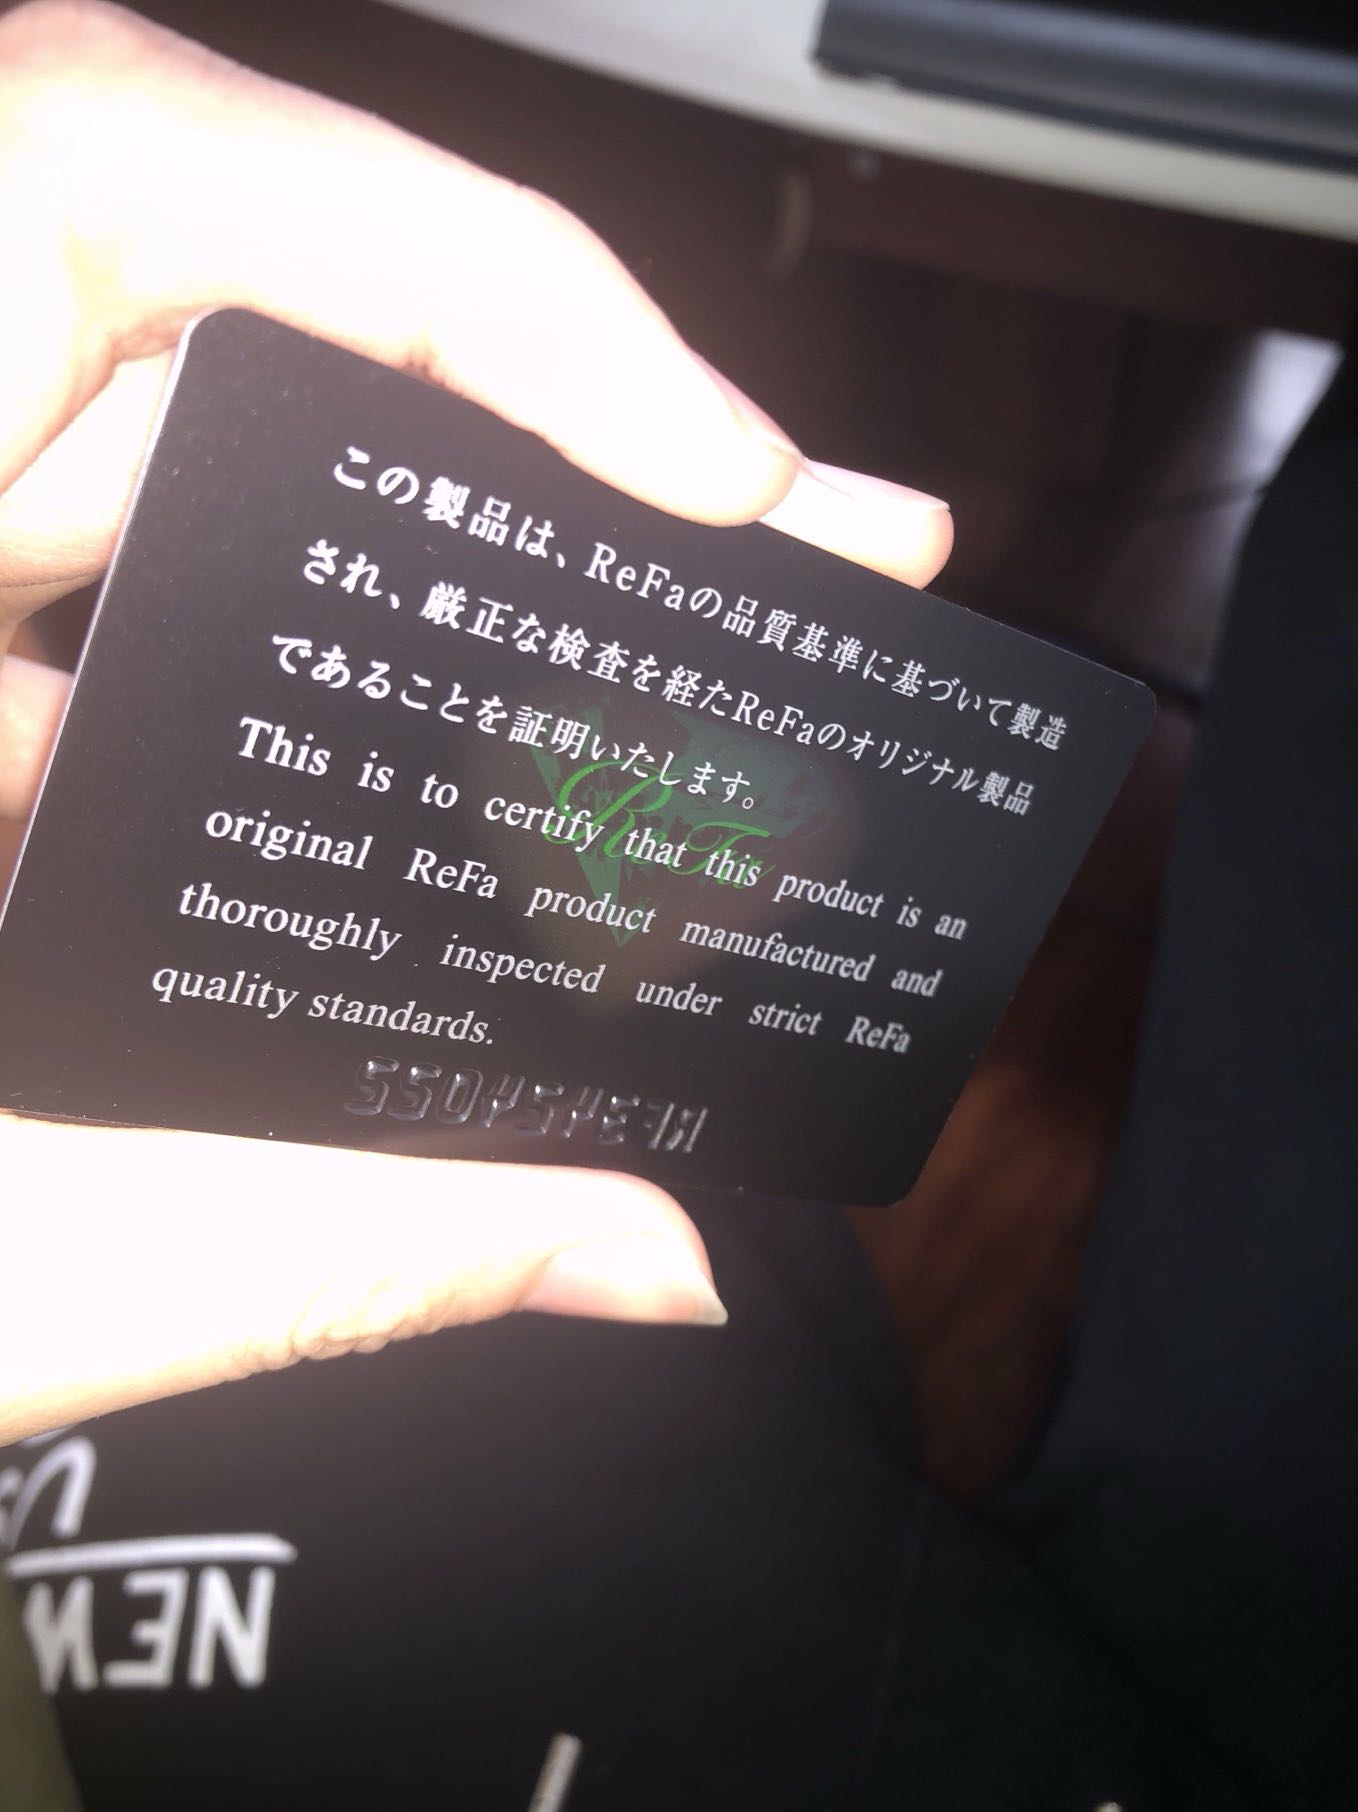 この製品は、ReFaの品質基準に基づいて製造
され、厳正な検査を経たReFaのオリジナル製品
であることを証明いたします。
This is to certify that this product is an
original ReFa product manufactured and
thoroughly inspected under strict ReFa
quality standards.
ReFa
NEW